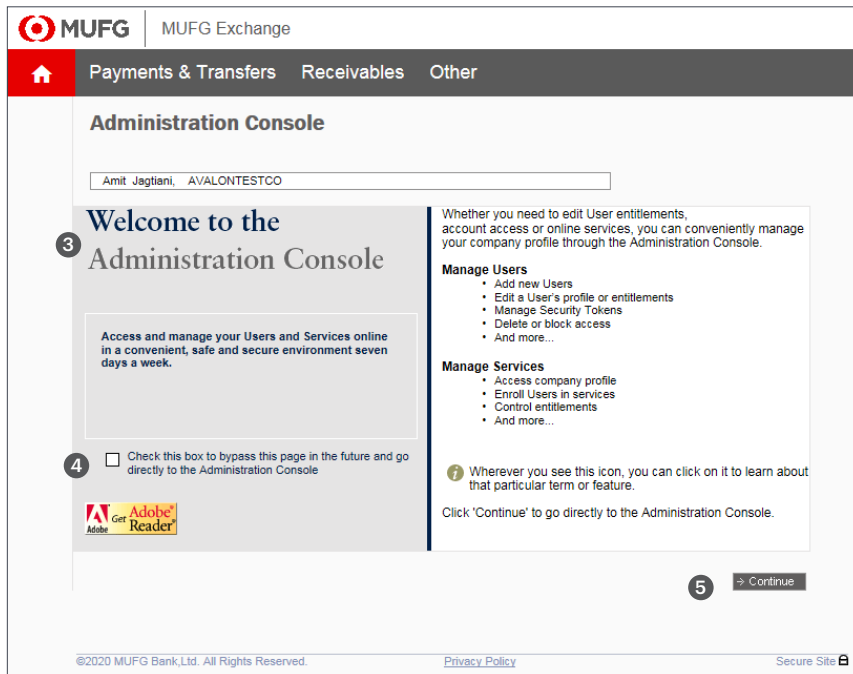 MUFG
MUFG Exchange
Payments & Transfers Receivables Other
Administration Console
Amit Jagtiani, AVALONTESTCO
3
Welcome to the
Administration Console
Access and manage your Users and Services online
in a convenient, safe and secure environment seven
days a week.
4
Check this box to bypass this page in the future and go
directly to the Administration Console
Adobe
Get Adobe®
Reader®
Whether you need to edit User entitlements,
account access or online services, you can conveniently manage
your company profile through the Administration Console.
Manage Users
• Add new Users
• Edit a User's profile or entitlements
• Manage Security Tokens
• Delete or block access
• And more...
Manage Services
• Access company profile
• Enroll Users in services
• Control entitlements
• And more...
i
Wherever you see this icon, you can click on it to learn about
that particular term or feature.
Click 'Continue' to go directly to the Administration Console.
5
→ Continue
©2020 MUFG Bank,Ltd. All Rights Reserved.
Privacy Policy
Secure Site